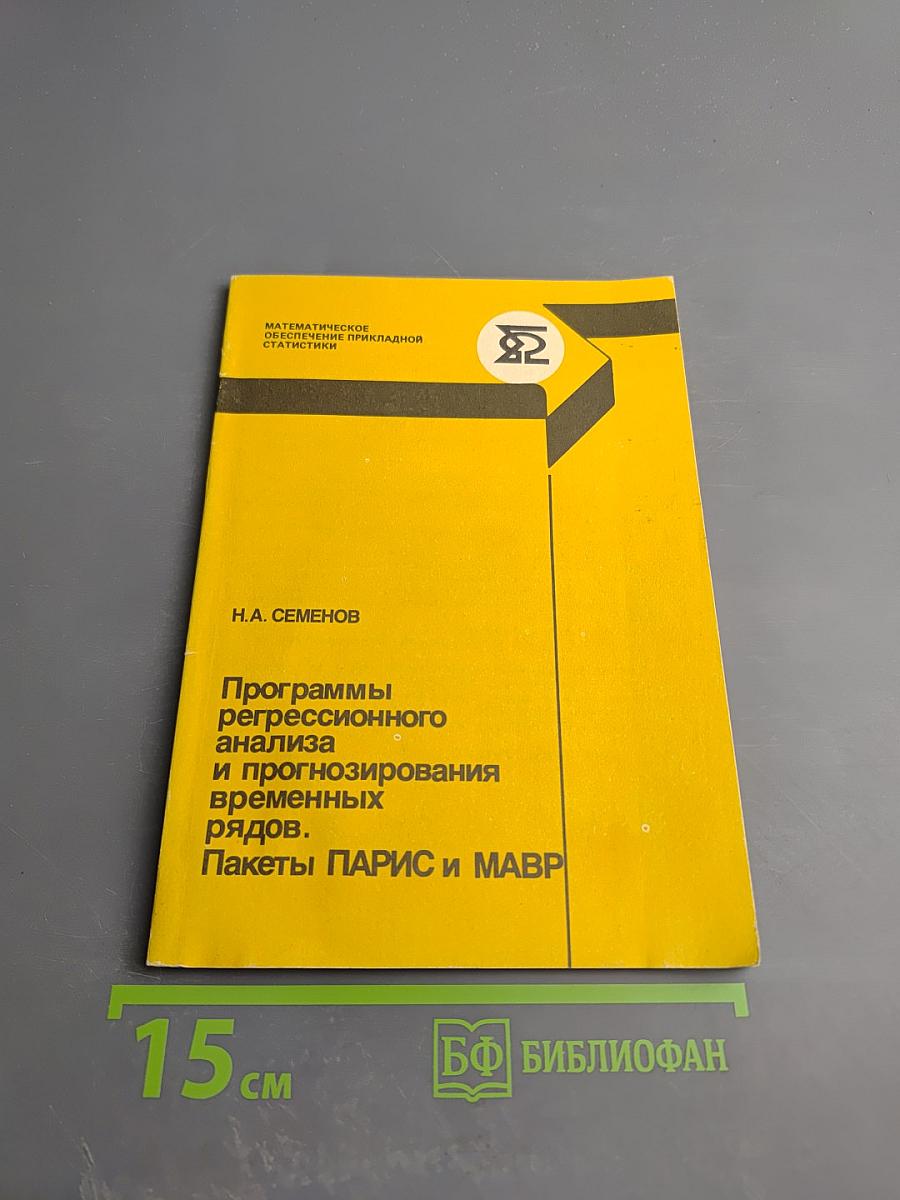 МАТЕМАТИЧЕСКОЕ
ОБЕСПЕЧЕНИЕ ПРИКЛАДНОЙ
СТАТИСТИКИ
Н.А. СЕМЕНОВ
Программы
регрессионного
анализа
и прогнозирования
временных
рядов.
Пакеты ПАРИС и МАВР
15 см
БФ БИБЛИОФАН